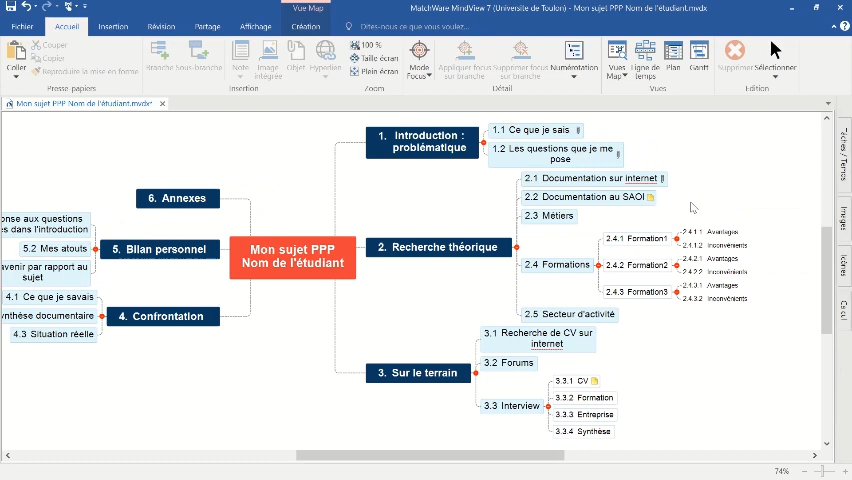 Vue Map
MatchWare MindView 7 (Universite de Toulon) - Mon sujet PPP Nom de l'étudiant.mvdx
Fichier Accueil Insertion Révision Partage Affichage Création Dites-nous ce que vous voulez...
Coller
Couper
Copier
Reproduire la mise en forme
Presse-papiers
Branche
Sous-branche
Note
Image intégrée
Objet
Hyperlien
Insertion
100 %
Taille écran
Plein écran
Zoom
Mode Focus
Appliquer focus sur branche
Supprimer focus sur branche
Numérotation
Détail
Vues Map
Ligne de temps
Plan
Gantt
Vues
Supprimer
Sélectionner
Edition
Mon sujet PPP Nom de l'étudiant.mvdx*
Mon sujet PPP
Nom de l'étudiant
1. Introduction :
problématique
1.1 Ce que je sais
1.2 Les questions que je me
pose
2. Recherche théorique
2.1 Documentation sur internet
2.2 Documentation au SAOI
2.3 Métiers
2.4 Formations
2.4.1 Formation1
2.4.1.1 Avantages
2.4.1.2 Inconvénients
2.4.2 Formation2
2.4.2.1 Avantages
2.4.2.2 Inconvénients
2.4.3 Formation3
2.4.3.1 Avantages
2.4.3.2 Inconvénients
2.5 Secteur d'activité
3. Sur le terrain
3.1 Recherche de CV sur
internet
3.2 Forums
3.3 Interview
3.3.1 CV
3.3.2 Formation
3.3.3 Entreprise
3.3.4 Synthèse
4. Confrontation
4.1 Ce que je savais
ynthèse documentaire
4.3 Situation réelle
5. Bilan personnel
onse aux questions
es dans l'introduction
5.2 Mes atouts
avenir par rapport au
sujet
6. Annexes
Tâches / Temps
Images
Icônes
Calcul
74%